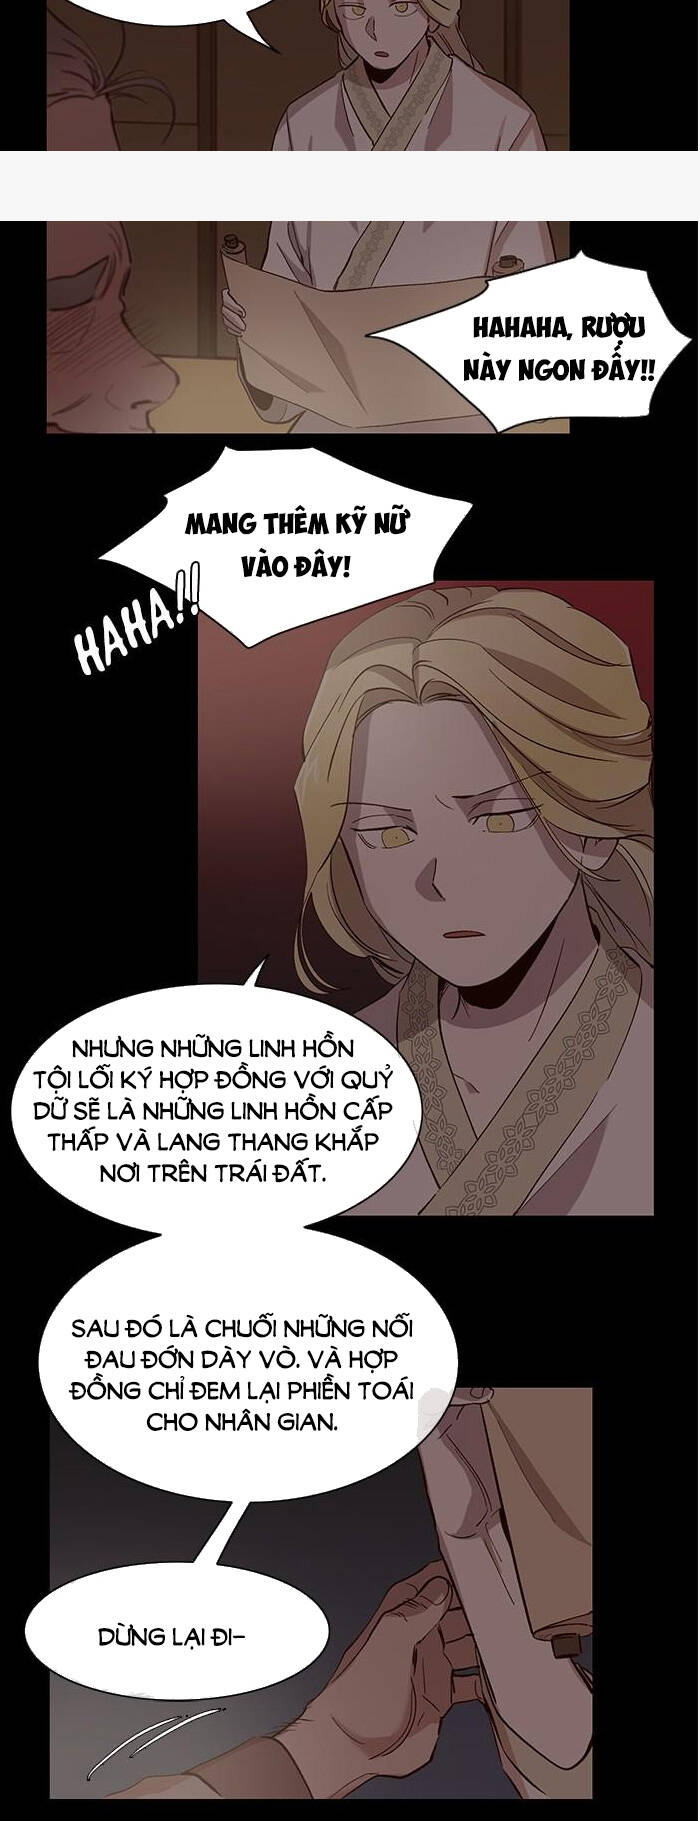 HAHAHA, RƯỢU
NÀY NGON ĐẤY!!
MANG THÊM KỸ NỮ
VÀO ĐÂY!
HAHA!!
NHƯNG NHỮNG LINH HỒN
TỘI LỖI KÝ HỢP ĐỒNG VỚI QUỶ
DỮ SẼ LÀ NHỮNG LINH HỒN CẤP
THẤP VÀ LANG THANG KHẮP
NƠI TRÊN TRÁI ĐẤT.
SAU ĐÓ LÀ CHUỖI NHỮNG NỖI
ĐAU ĐỚN DÀY VÒ. VÀ HỢP
ĐỒNG CHỈ ĐEM LẠI PHIỀN TOÁI
CHO NHÂN GIAN.
DỪNG LẠI ĐI-